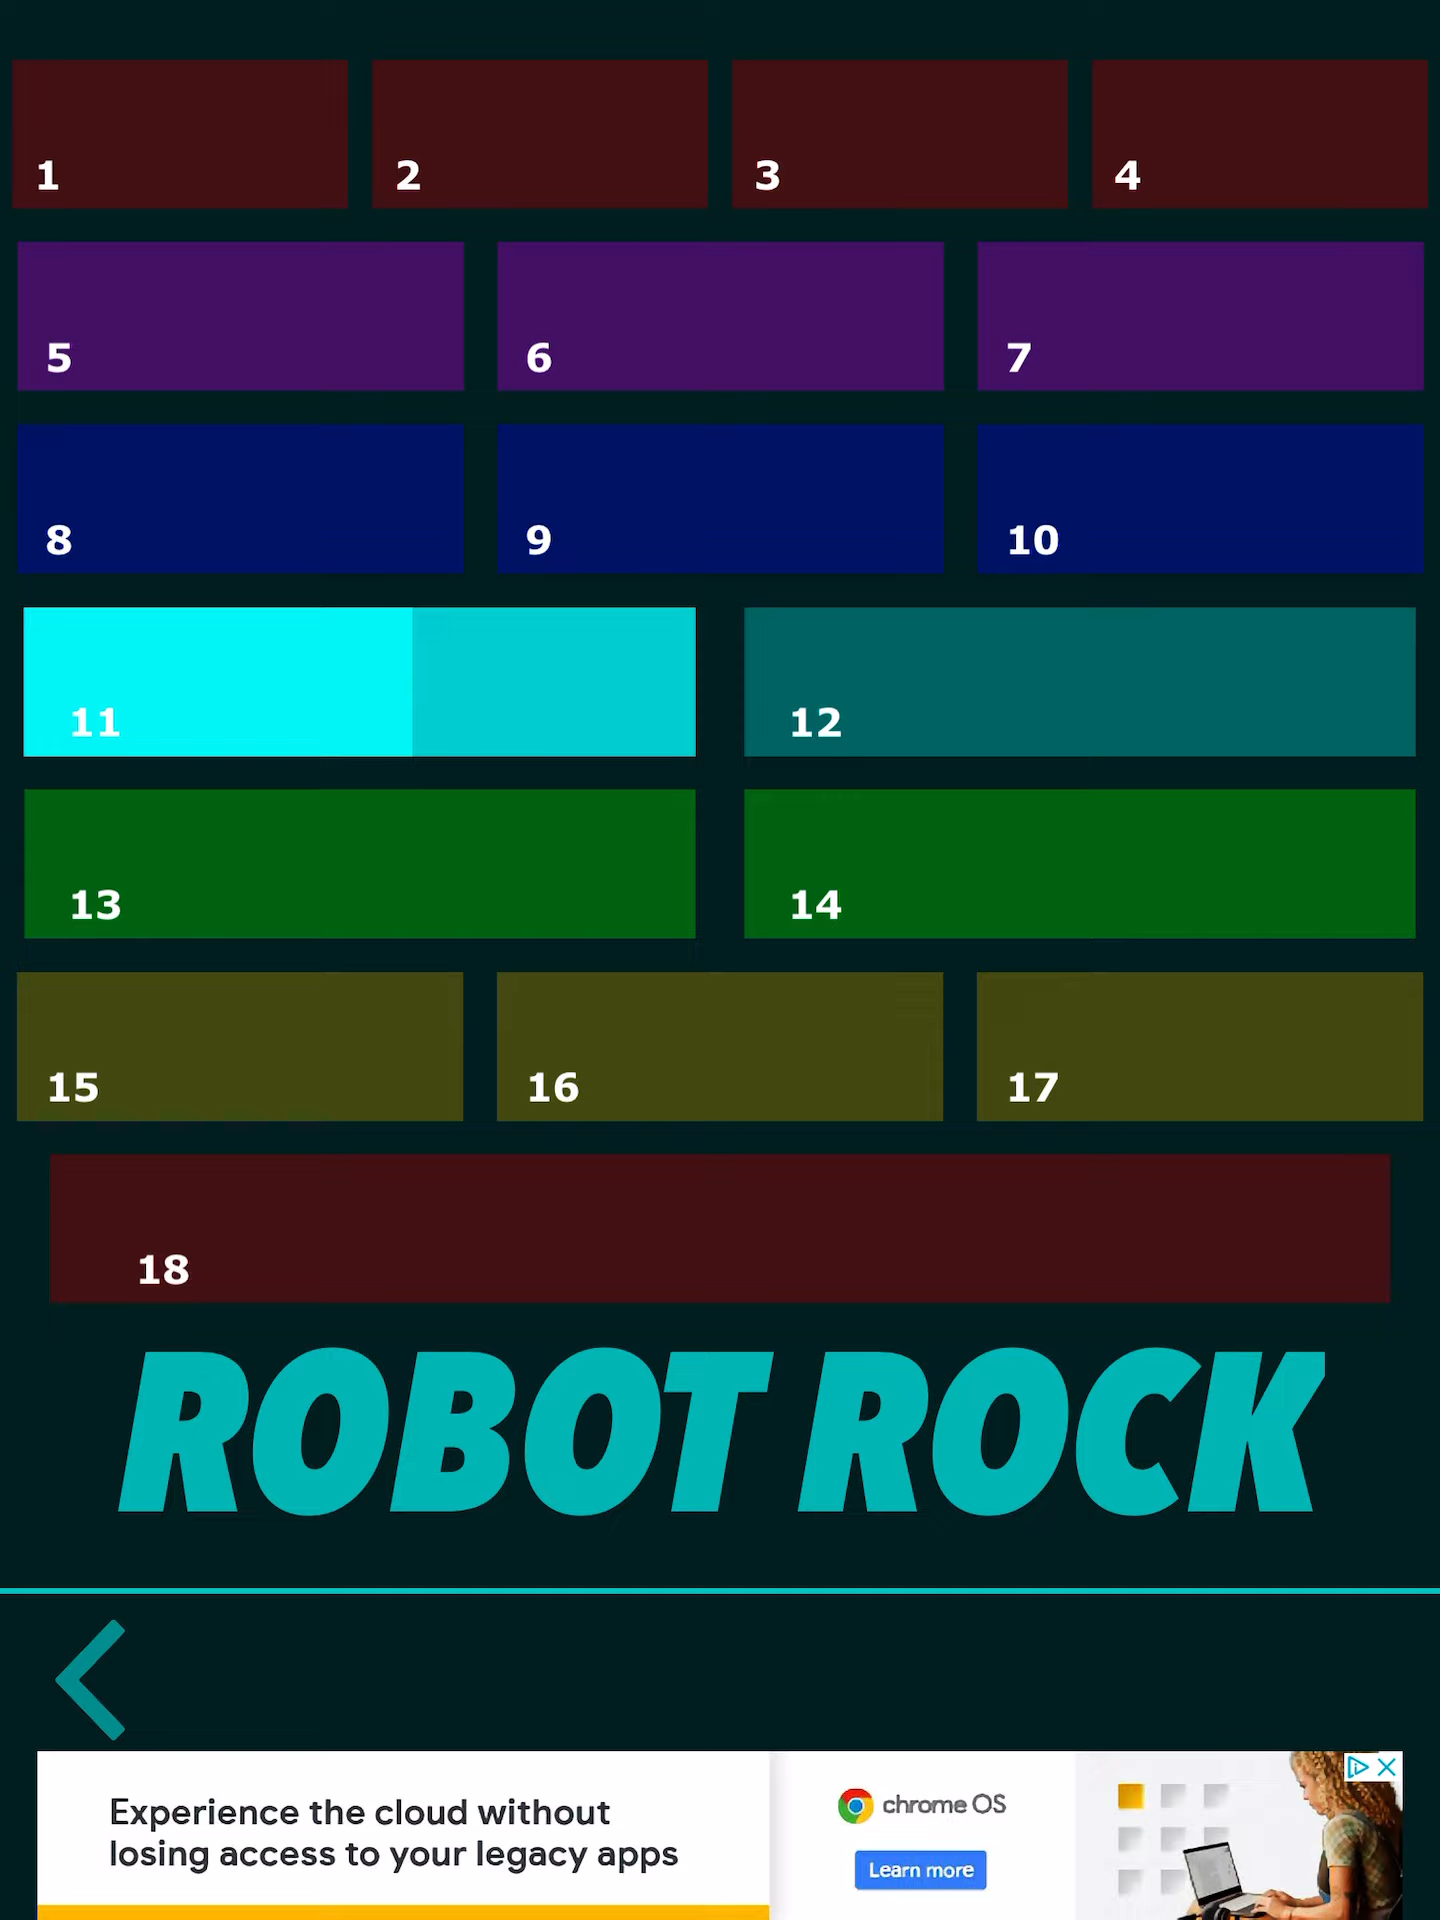 1 2 3 4
5 6 7
8 9 10
11 12
13 14
15 16 17
18
ROBOT ROCK
Experience the cloud without
losing access to your legacy apps
chrome OS
Learn more